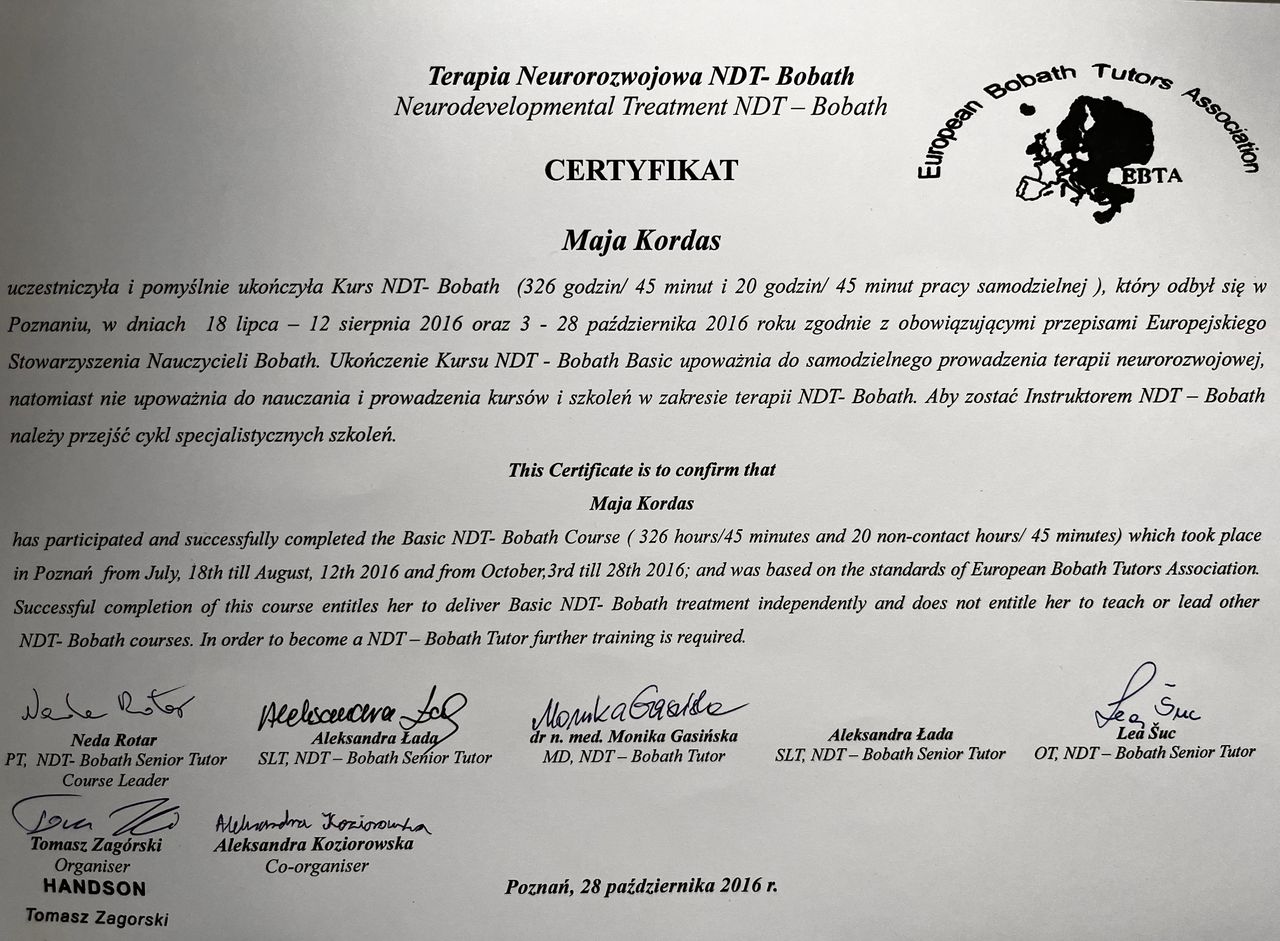 Terapia Neurorozwojowa NDT- Bobath
Neurodevelopmental Treatment NDT – Bobath
European Bobath Tutors Association
EBTA
CERTYFIKAT
Maja Kordas
uczestniczyła i pomyślnie ukończyła Kurs NDT- Bobath (326 godzin/ 45 minut i 20 godzin/ 45 minut pracy samodzielnej ), który odbył się w
Poznaniu, w dniach 18 lipca – 12 sierpnia 2016 oraz 3 - 28 października 2016 roku zgodnie z obowiązującymi przepisami Europejskiego
Stowarzyszenia Nauczycieli Bobath. Ukończenie Kursu NDT - Bobath Basic upoważnia do samodzielnego prowadzenia terapii neurorozwojowej,
natomiast nie upoważnia do nauczania i prowadzenia kursów i szkoleń w zakresie terapii NDT- Bobath. Aby zostać Instruktorem NDT – Bobath
należy przejść cykl specjalistycznych szkoleń.
This Certificate is to confirm that
Maja Kordas
has participated and successfully completed the Basic NDT- Bobath Course ( 326 hours/45 minutes and 20 non-contact hours/ 45 minutes) which took place
in Poznań from July, 18th till August, 12th 2016 and from October,3rd till 28th 2016; and was based on the standards of European Bobath Tutors Association.
Successful completion of this course entitles her to deliver Basic NDT- Bobath treatment independently and does not entitle her to teach or lead other
NDT- Bobath courses. In order to become a NDT – Bobath Tutor further training is required.
Neda Rotar Aleksandra Monika Gasińska Lea Šuc
Neda Rotar Aleksandra Łada dr n. med. Monika Gasińska Aleksandra Łada Lea Šuc
PT, NDT- Bobath Senior Tutor SLT, NDT – Bobath Senior Tutor MD, NDT – Bobath Tutor SLT, NDT – Bobath Senior Tutor OT, NDT – Bobath Senior Tutor
Course Leader
Aleksandra Koziorowska
Tomasz Zagórski Aleksandra Koziorowska
Organiser Co-organiser
HANDSON
Tomasz Zagorski
Poznań, 28 października 2016 r.